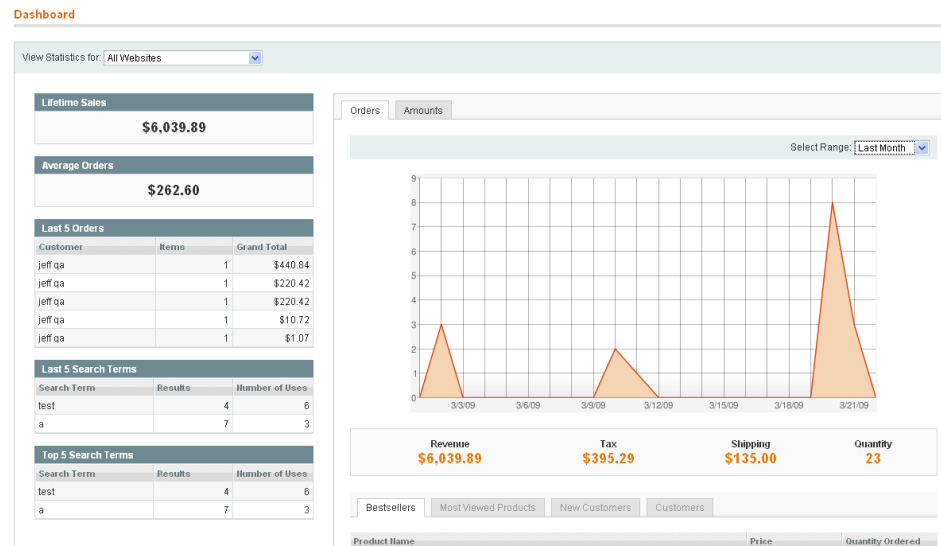 Dashboard
View Statistics for: All Websites
Lifetime Sales
$6,039.89
Average Orders
$262.60
Last 5 Orders
Customer Items Grand Total
jeff qa 1 $440.84
jeff qa 1 $220.42
jeff qa 1 $220.42
jeff qa 1 $10.72
jeff qa 1 $1.07
Last 5 Search Terms
Search Term Results Number of Uses
test 4 6
a 7 3
Top 5 Search Terms
Search Term Results Number of Uses
test 4 6
a 7 3
Orders Amounts
Select Range: Last Month
9
8
7
6
5
4
3
2
1
0
3/3/09 3/6/09 3/9/09 3/12/09 3/15/09 3/18/09 3/21/09
Revenue Tax Shipping Quantity
$6,039.89 $395.29 $135.00 23
Bestsellers Most Viewed Products New Customers Customers
Product Name Price Quantity Ordered